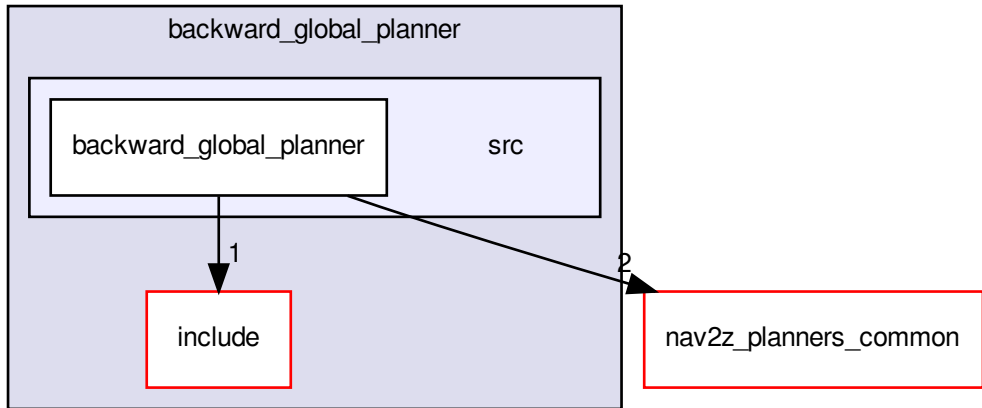 backward_global_planner
backward_global_planner
src
1
2
include
nav2z_planners_common